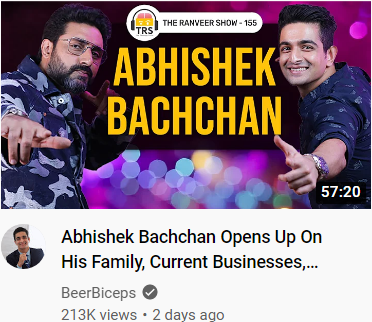 TRS
THE RANVEER SHOW - 155
ABHISHEK
BACHCHAN
57:20
Abhishek Bachchan Opens Up On
His Family, Current Businesses,...
BeerBiceps
213K views • 2 days ago